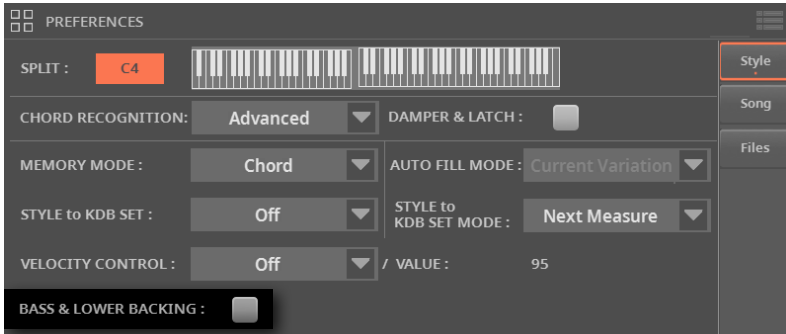 PREFERENCES
SPLIT : C4
Style
Song
Files
CHORD RECOGNITION: Advanced DAMPER & LATCH :
MEMORY MODE : Chord AUTO FILL MODE : Current Variation
STYLE to KDB SET : Off STYLE to
KDB SET MODE : Next Measure
VELOCITY CONTROL : Off / VALUE : 95
BASS & LOWER BACKING :